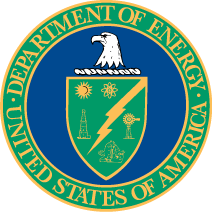 ·DEPARTMENT OF ENERGY·
UNITED STATES OF AMERICA